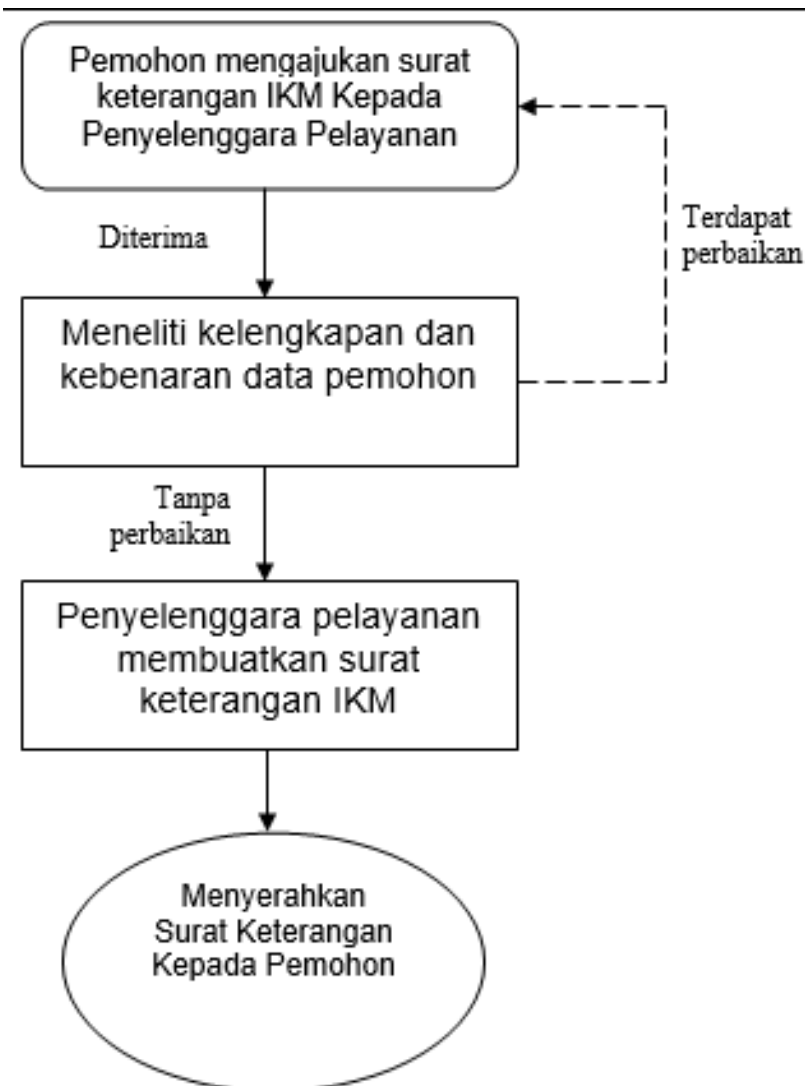 Pemohon mengajukan surat
keterangan IKM Kepada
Penyelenggara Pelayanan
Diterima
Terdapat
perbaikan
Meneliti kelengkapan dan
kebenaran data pemohon
Tanpa
perbaikan
Penyelenggara pelayanan
membuatkan surat
keterangan IKM
Menyerahkan
Surat Keterangan
Kepada Pemohon